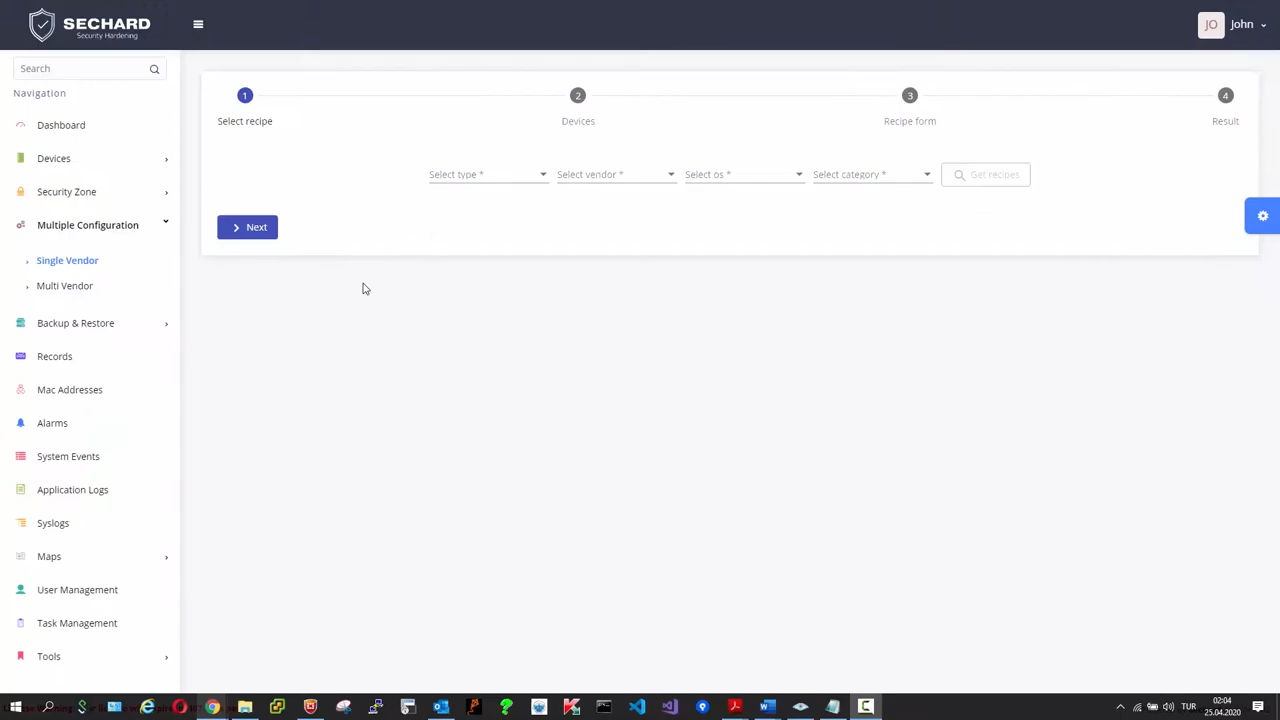 SECHARD
Security Hardening
JO
John
Search
Navigation
Dashboard
Devices
Security Zone
Multiple Configuration
Single Vendor
Multi Vendor
Backup & Restore
Records
Mac Addresses
Alarms
System Events
Application Logs
Syslogs
Maps
User Management
Task Management
Tools
1
2
3
4
Select recipe
Devices
Recipe form
Result
Select type *
Select vendor *
Select os *
Select category *
Get recipes
Next
TUR
02:04
25.04.2020